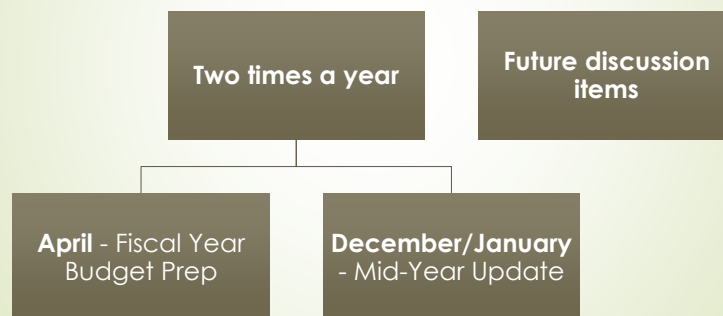 Two times a year
Future discussion
items
April - Fiscal Year
Budget Prep
December/January
- Mid-Year Update